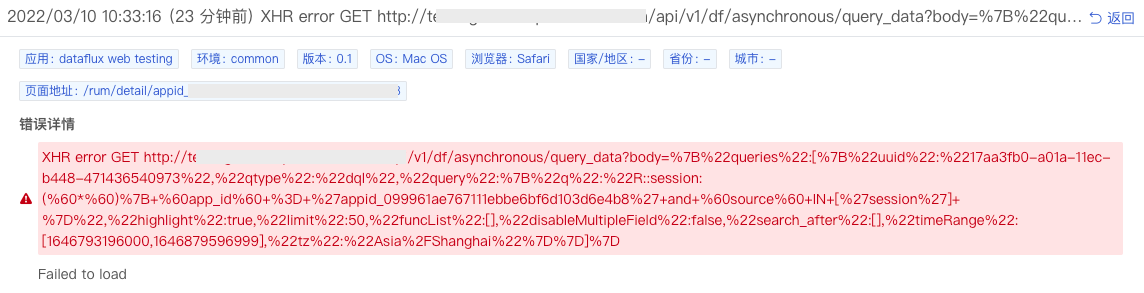 2022/03/10 10:33:16 (23 分钟前) XHR error GET http://te /api/v1/df/asynchronous/query_data?body=%7B%22qu... 返回
应用: dataflux web testing 环境: common 版本: 0.1 OS: Mac OS 浏览器: Safari 国家/地区: – 省份: – 城市: –
页面地址: /rum/detail/appid_
错误详情
XHR error GET http://te /v1/df/asynchronous/query_data?body=%7B%22queries%22:[%7B%22uuid%22:%2217aa3fb0-a01a-11ec-
b448-471436540973%22,%22qtype%22:%22dql%22,%22query%22:%7B%22q%22:%22R::session:
(%60*%60)%7B+%60app_id%60+%3D+%27appid_099961ae767111ebbe6bf6d103d6e4b8%27+and+%60source%60+IN+[%27session%27]+
%7D%22,%22highlight%22:true,%22limit%22:50,%22funcList%22:[],%22disableMultipleField%22:false,%22search_after%22:[],%22timeRange%22:
[1646793196000,1646879596999],%22tz%22:%22Asia%2FShanghai%22%7D%7D]%7D
Failed to load